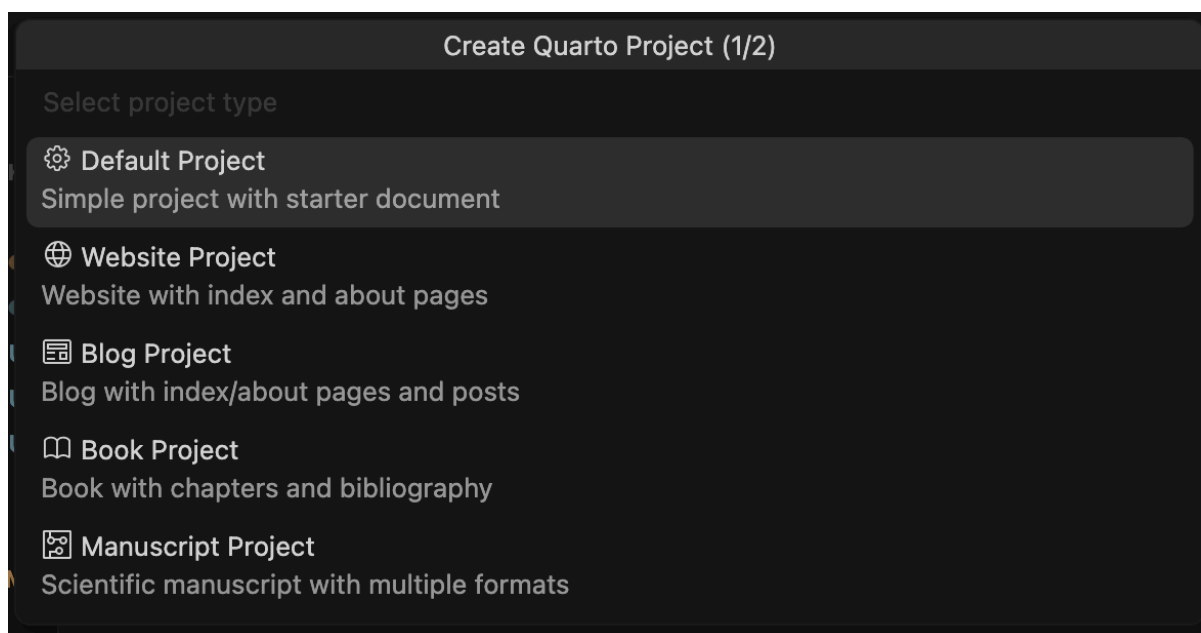 Create Quarto Project (1/2)
Select project type
Default Project
Simple project with starter document
Website Project
Website with index and about pages
Blog Project
Blog with index/about pages and posts
Book Project
Book with chapters and bibliography
Manuscript Project
Scientific manuscript with multiple formats